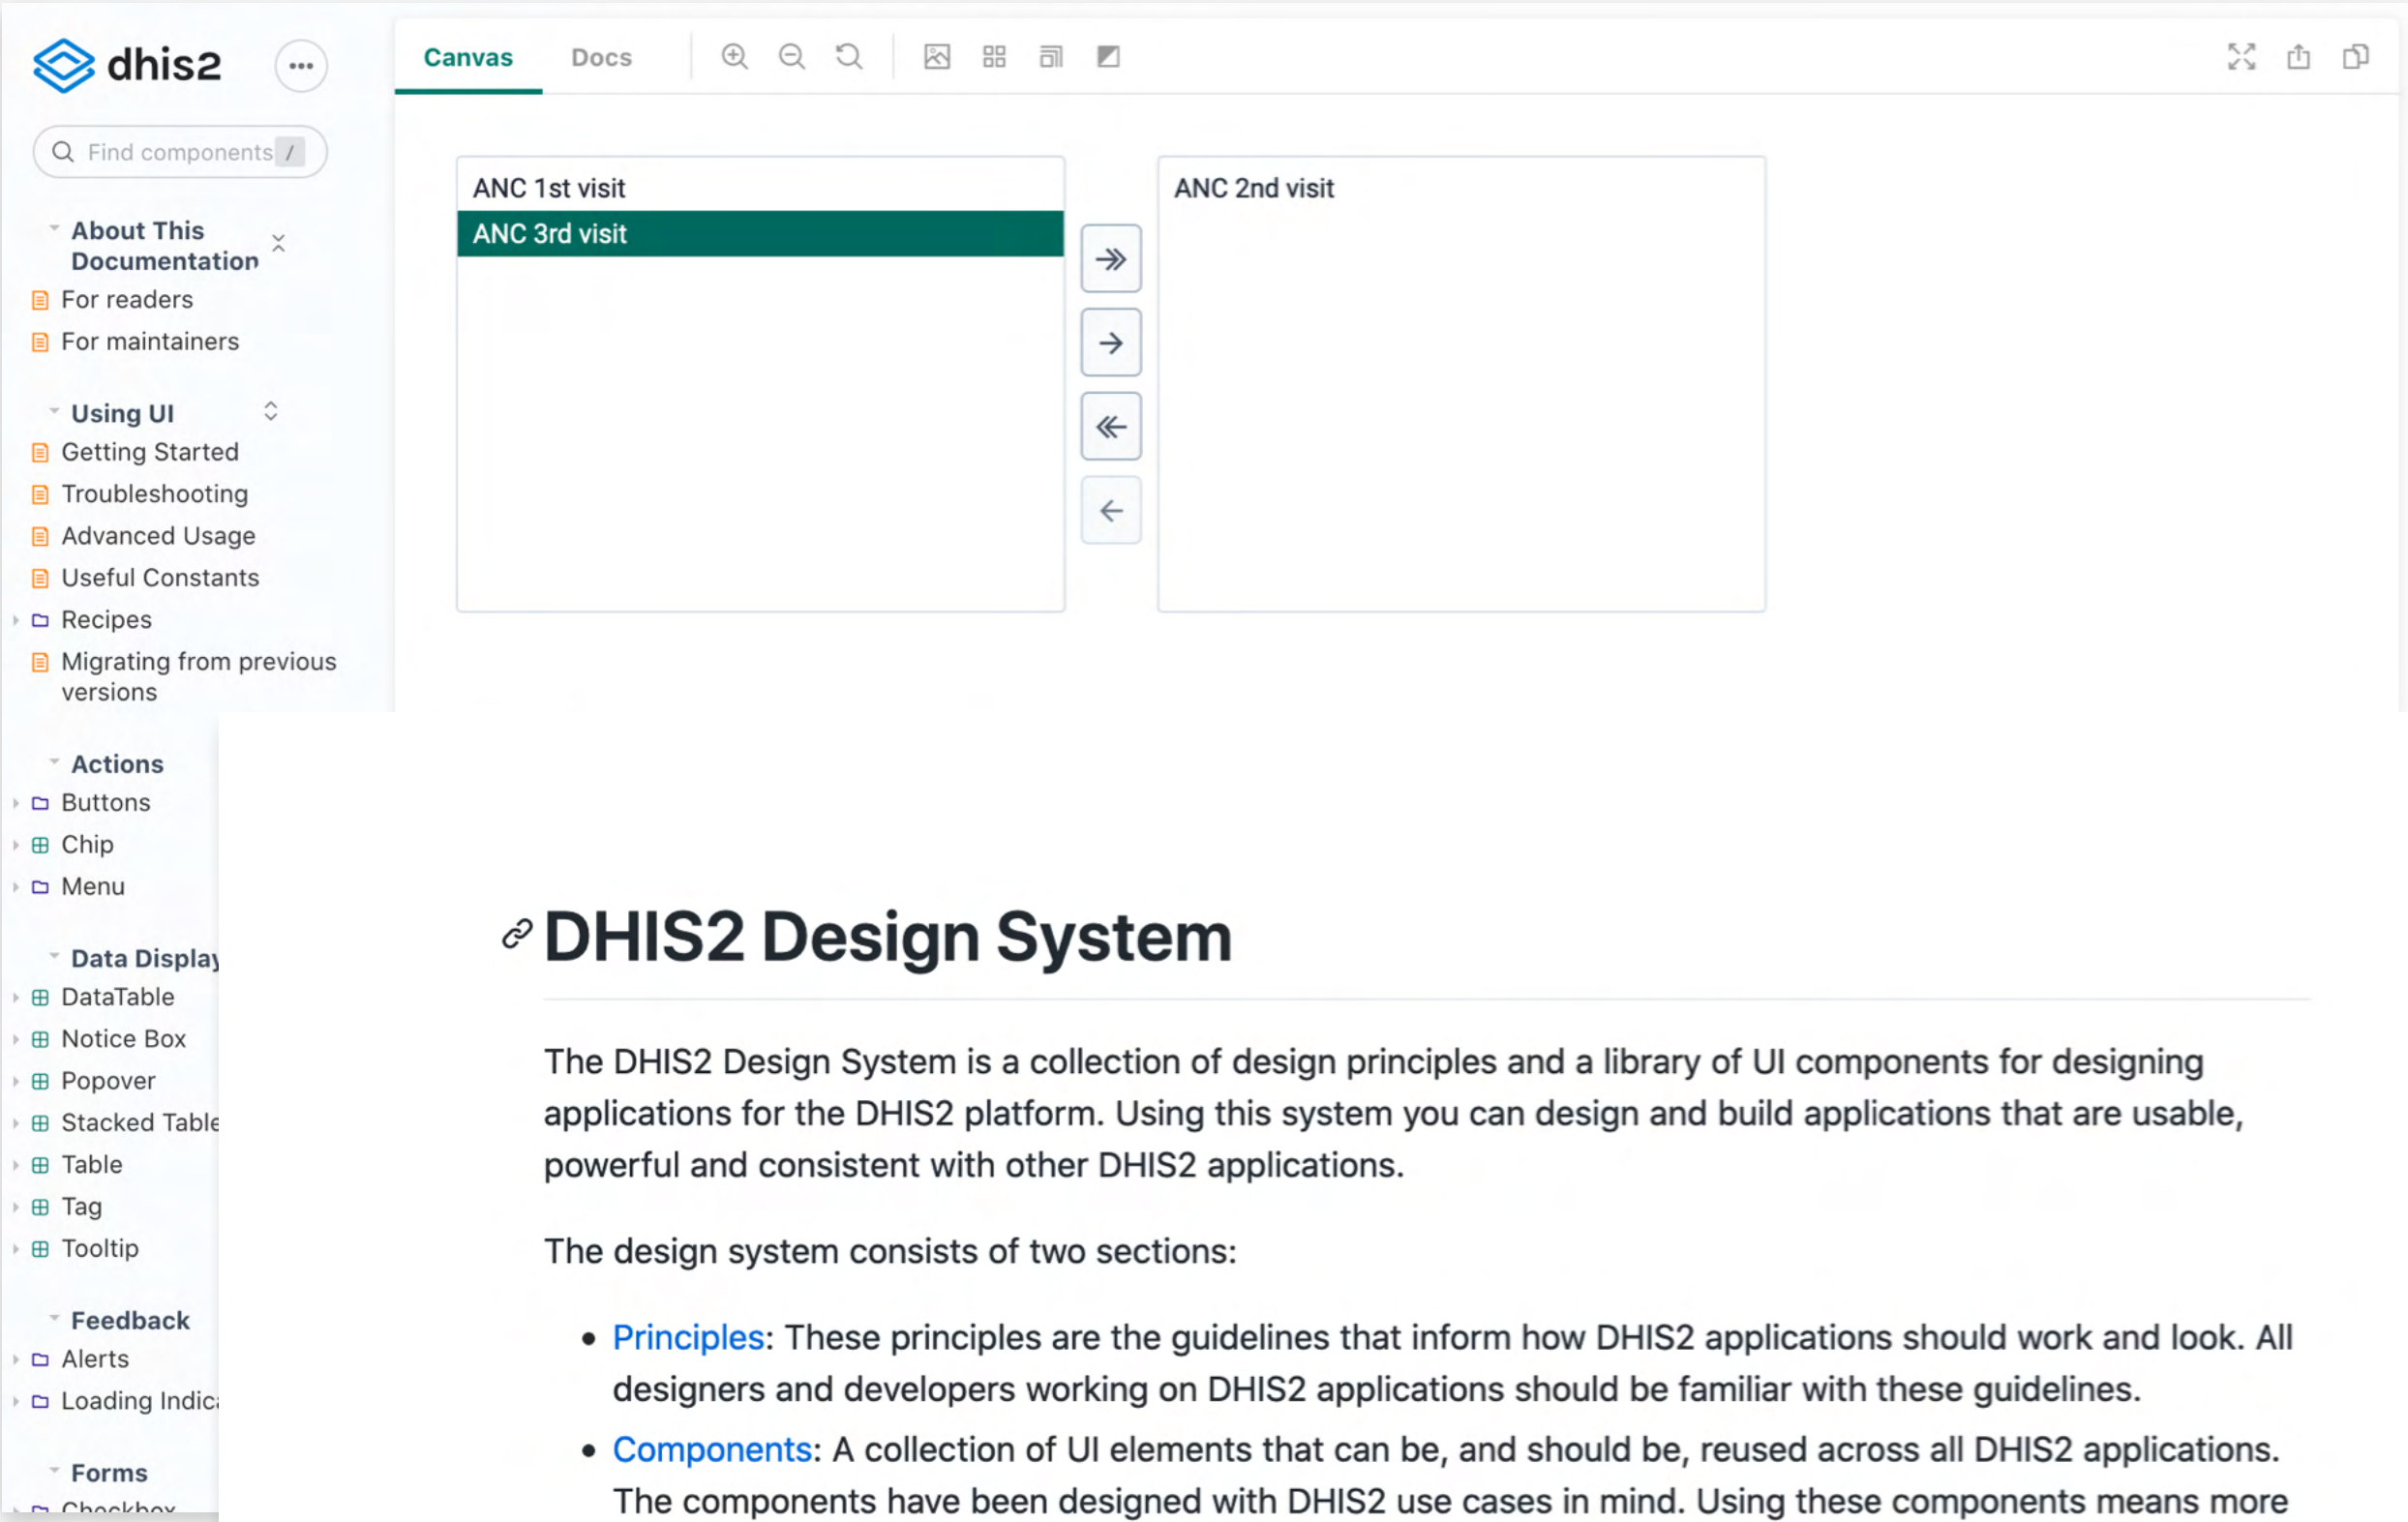 dhis2
Canvas
Docs
Find components
/
About This
Documentation
For readers
For maintainers
Using UI
Getting Started
Troubleshooting
Advanced Usage
Useful Constants
Recipes
Migrating from previous
versions
Actions
Buttons
Chip
Menu
Data Display
DataTable
Notice Box
Popover
Stacked Table
Table
Tag
Tooltip
Feedback
Alerts
Loading Indic
Forms
Checkbox
ANC 1st visit
ANC 3rd visit
ANC 2nd visit
DHIS2 Design System
The DHIS2 Design System is a collection of design principles and a library of UI components for designing
applications for the DHIS2 platform. Using this system you can design and build applications that are usable,
powerful and consistent with other DHIS2 applications.
The design system consists of two sections:
• Principles: These principles are the guidelines that inform how DHIS2 applications should work and look. All
designers and developers working on DHIS2 applications should be familiar with these guidelines.
• Components: A collection of UI elements that can be, and should be, reused across all DHIS2 applications.
The components have been designed with DHIS2 use cases in mind. Using these components means more